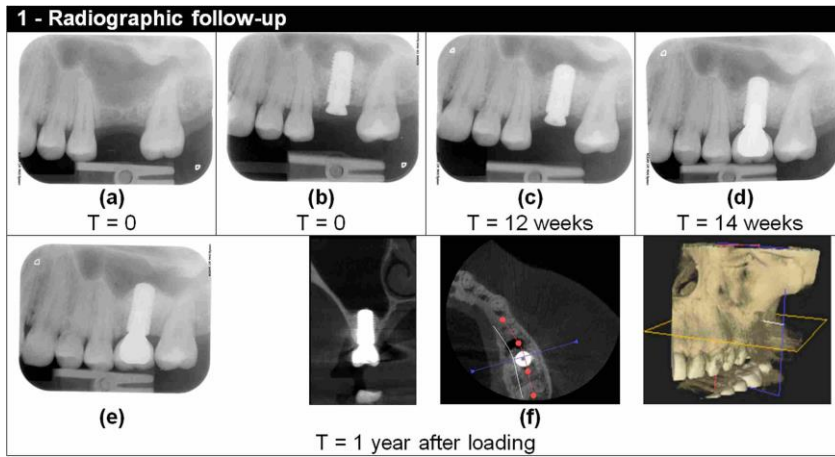 1 - Radiographic follow-up
(a)
(b)
(c)
(d)
T = 0
T = 0
T = 12 weeks
T = 14 weeks
(e)
(f)
T = 1 year after loading